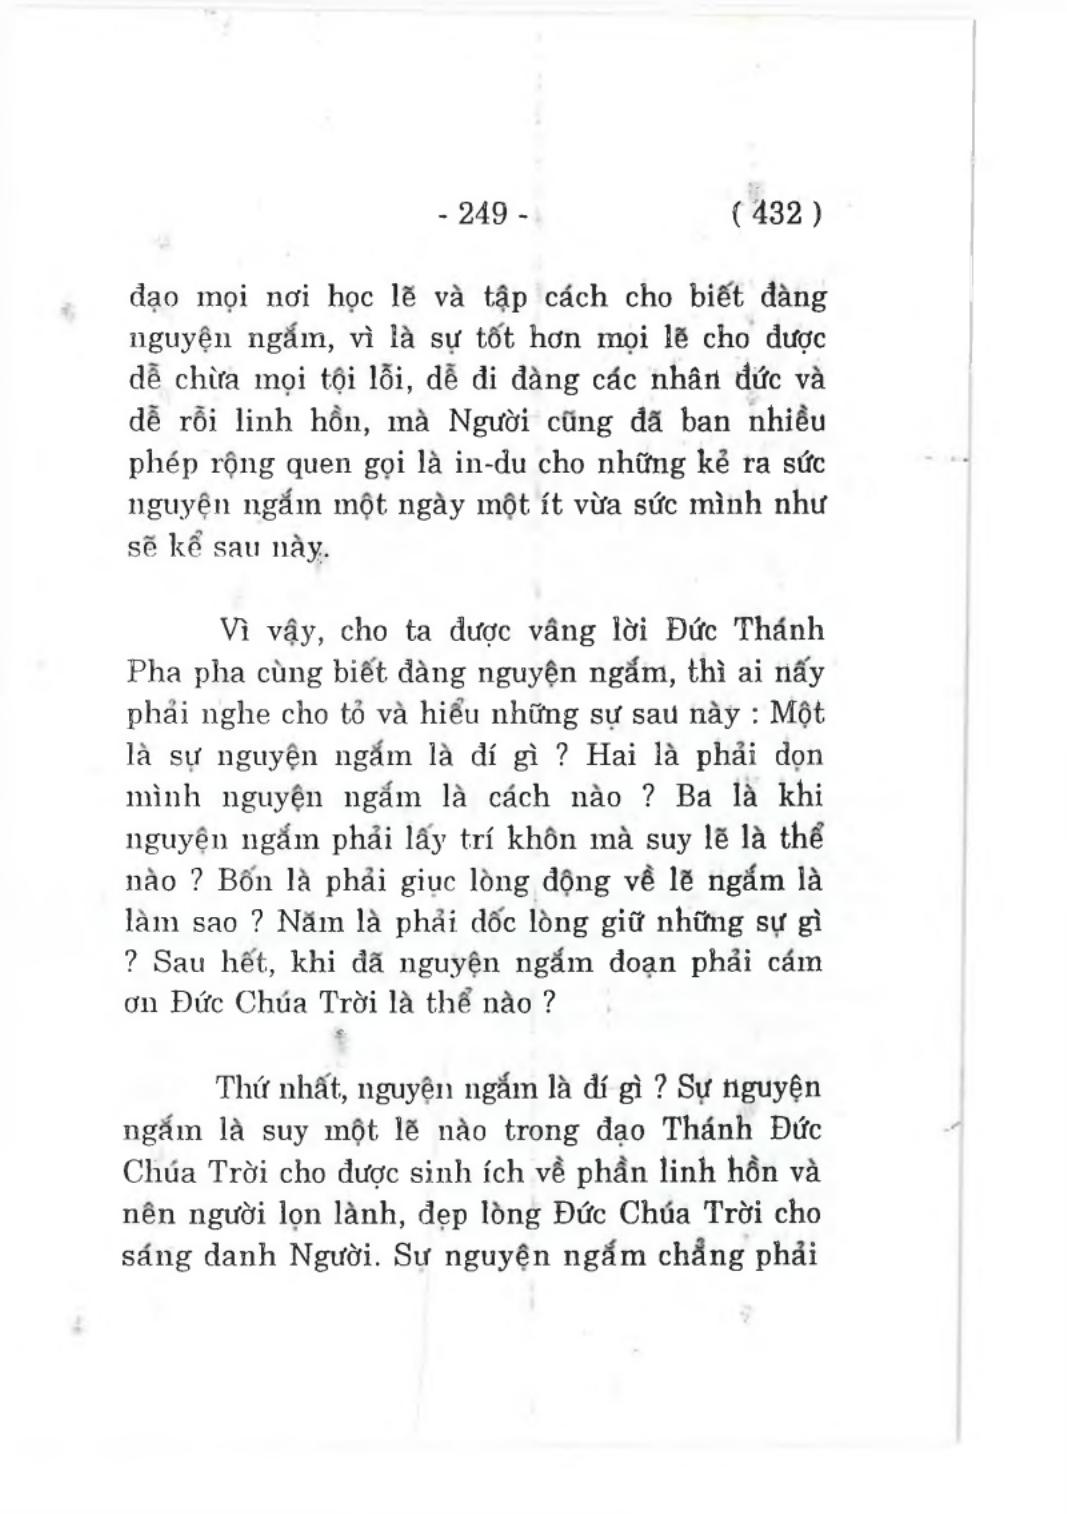 - 249 - ( 432 )
đạo mọi nơi học lẽ và tập cách cho biết đàng
nguyện ngắm, vì là sự tốt hơn mọi lẽ cho được
dễ chừa mọi tội lỗi, dễ đi đàng các nhân đức và
dễ rỗi linh hồn, mà Người cũng đã ban nhiều
phép rộng quen gọi là in-du cho những kẻ ra sức
nguyện ngắm một ngày một ít vừa sức mình như
sẽ kể sau này.
Vì vậy, cho ta được vâng lời Đức Thánh
Pha pha cùng biết đàng nguyện ngắm, thì ai nấy
phải nghe cho tỏ và hiểu những sự sau này : Một
là sự nguyện ngắm là đí gì ? Hai là phải dọn
mình nguyện ngắm là cách nào ? Ba là khi
nguyện ngắm phải lấy trí khôn mà suy lẽ là thể
nào ? Bốn là phải giục lòng động về lẽ ngắm là
làm sao ? Năm là phải dốc lòng giữ những sự gì
? Sau hết, khi đã nguyện ngắm đoạn phải cám
ơn Đức Chúa Trời là thể nào ?
Thứ nhất, nguyện ngắm là đí gì ? Sự nguyện
ngắm là suy một lẽ nào trong đạo Thánh Đức
Chúa Trời cho được sinh ích về phần linh hồn và
nên người lọn lành, đẹp lòng Đức Chúa Trời cho
sáng danh Người. Sự nguyện ngắm chẳng phải